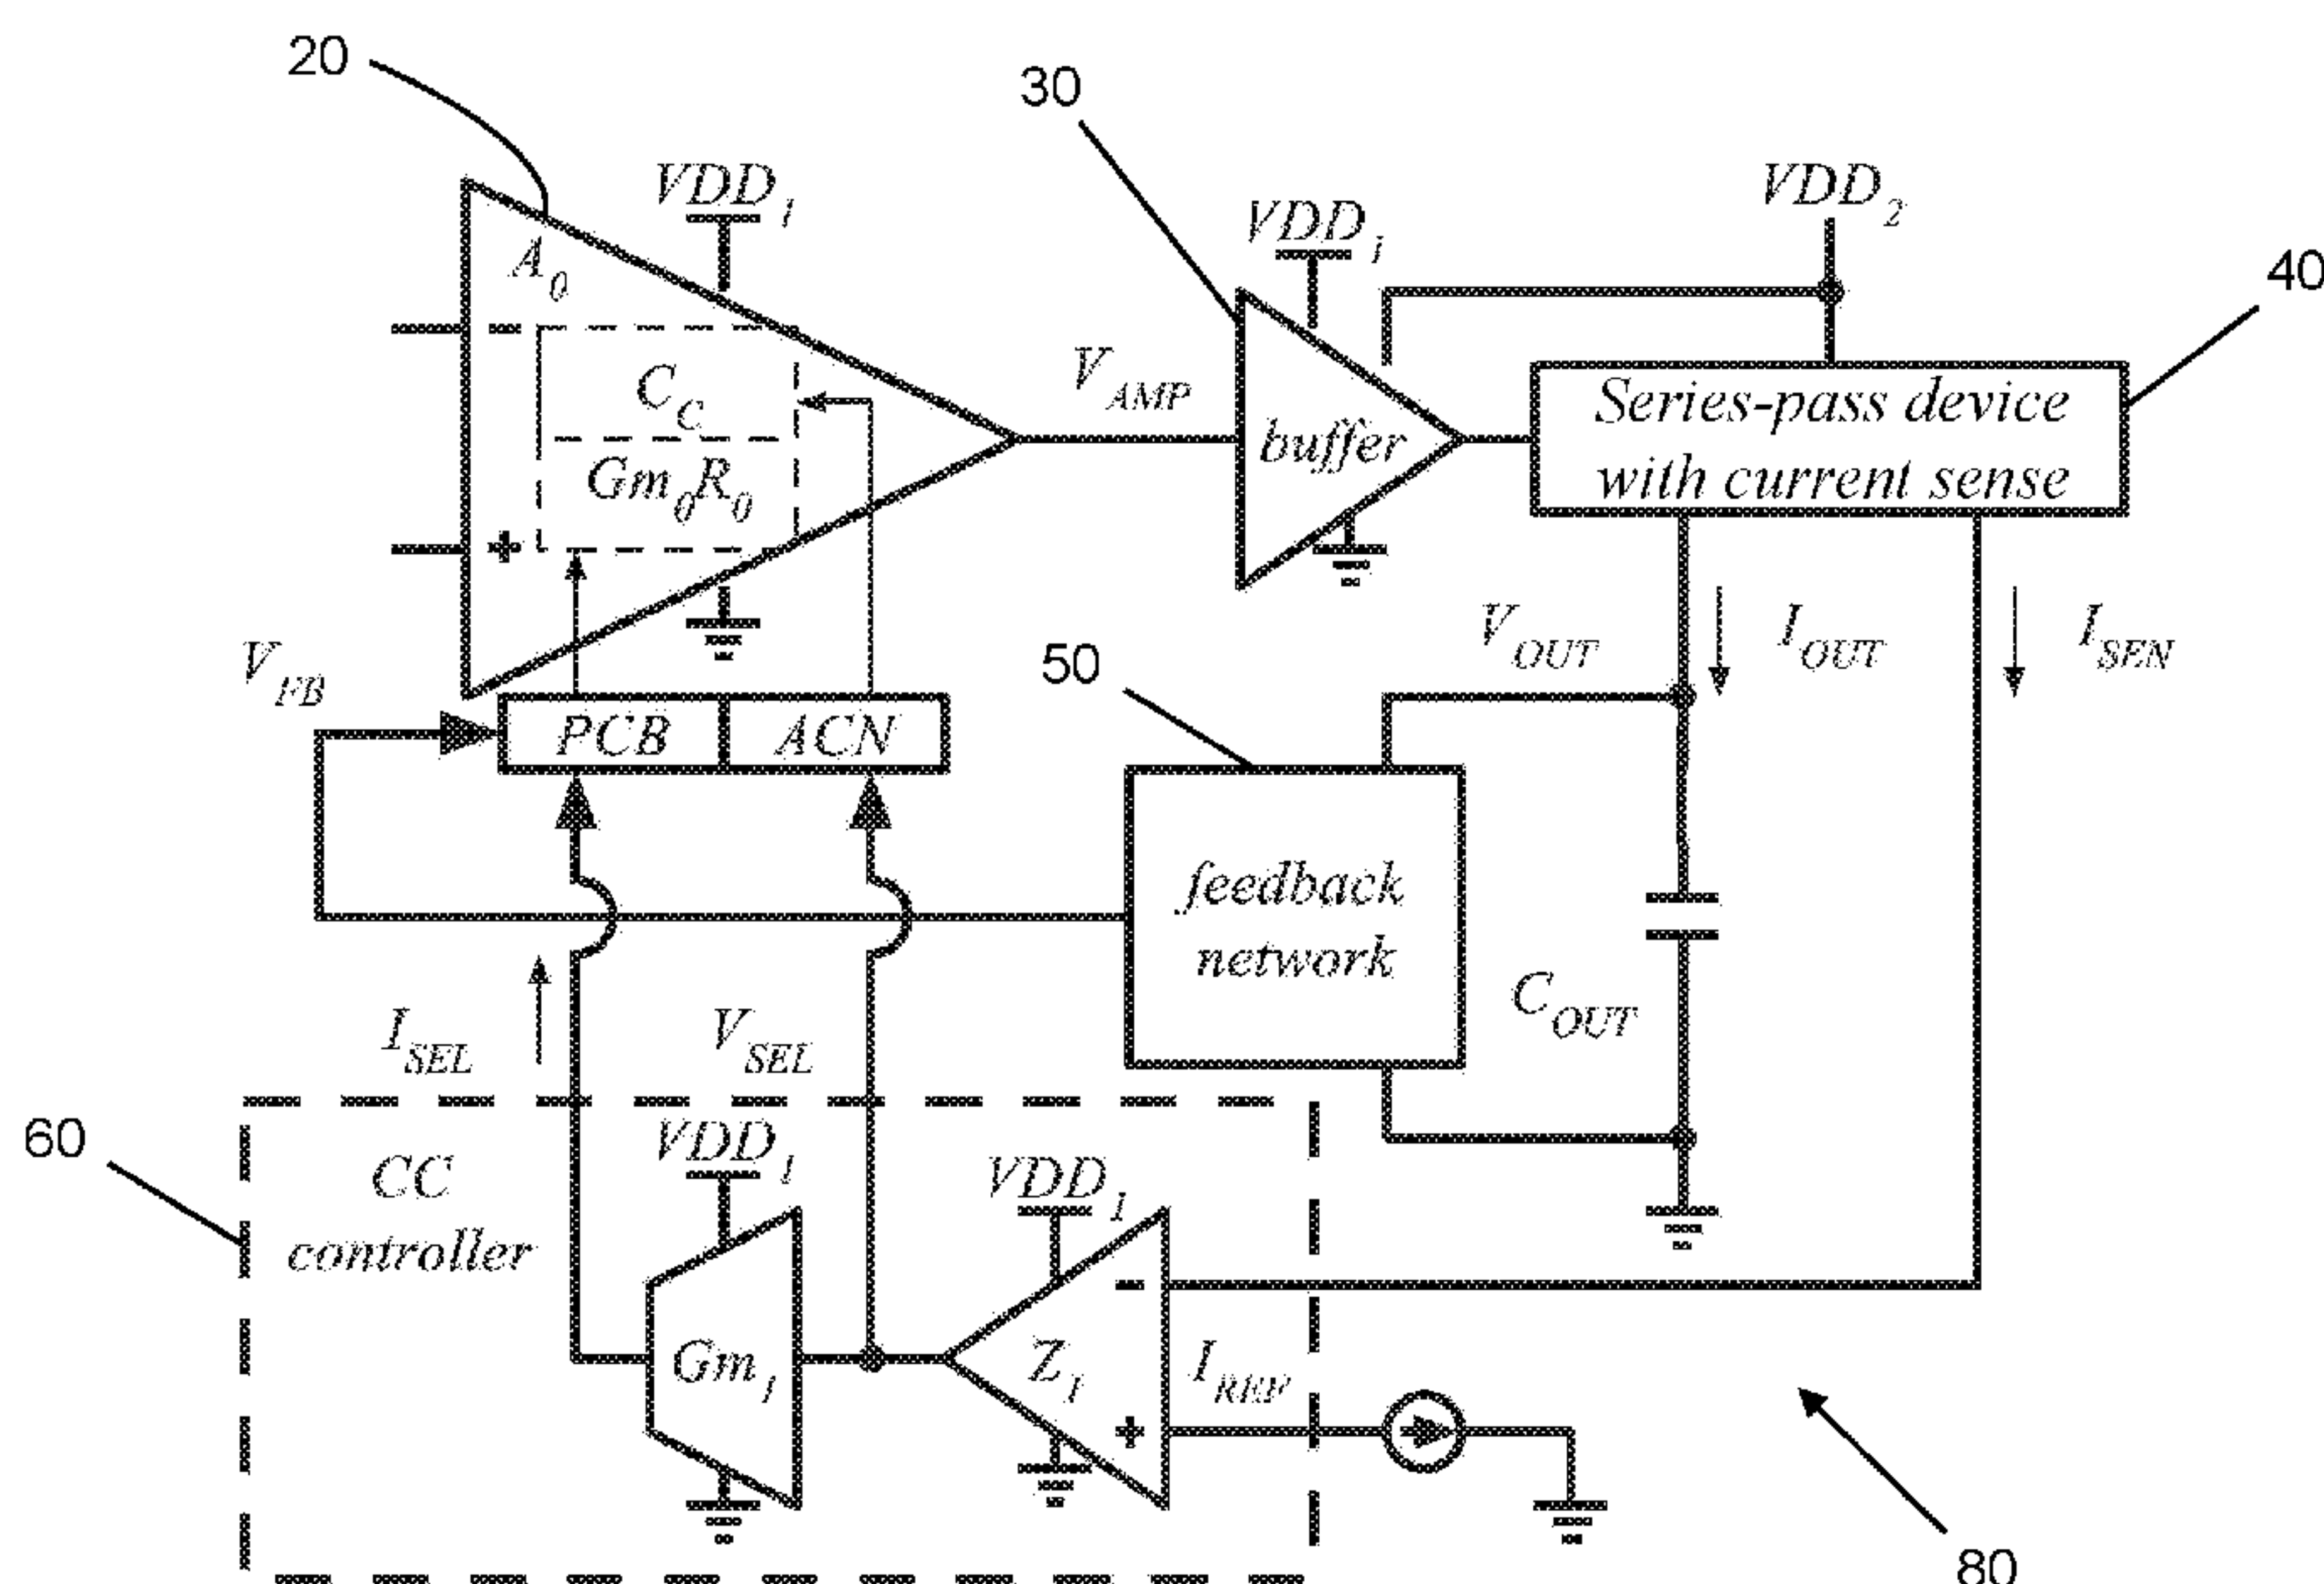 20
30
VDD1
VDD1
VDD2
A0
40
−
CC
VAMP
Series-pass device
with current sense
buffer
Gm0R0
+
VFB
50
VOUT
IOUT
ISEN
PCB
ACN
feedback
network
COUT
ISEL
VSEL
60
CC
controller
VDD1
VDD1
−
Gm1
Z1
IREF
+
80